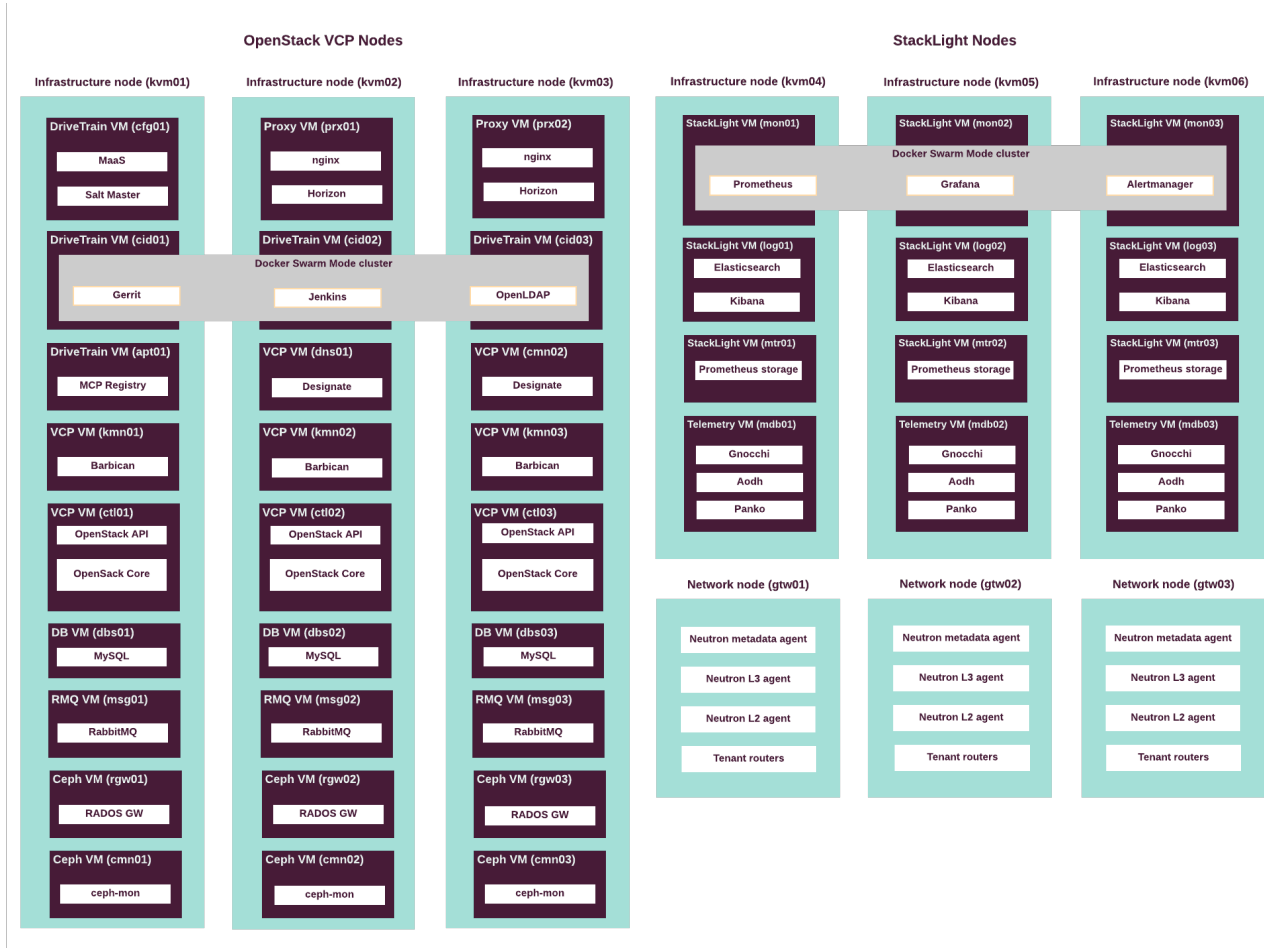 OpenStack VCP Nodes
Infrastructure node (kvm01)
DriveTrain VM (cfg01)
MaaS
Salt Master
DriveTrain VM (cid01)
Gerrit
DriveTrain VM (apt01)
MCP Registry
VCP VM (kmn01)
Barbican
VCP VM (ctl01)
OpenStack API
OpenSack Core
DB VM (dbs01)
MySQL
RMQ VM (msg01)
RabbitMQ
Ceph VM (rgw01)
RADOS GW
Ceph VM (cmn01)
ceph-mon
Infrastructure node (kvm02)
Proxy VM (prx01)
nginx
Horizon
DriveTrain VM (cid02)
Docker Swarm Mode cluster
Jenkins
VCP VM (dns01)
Designate
VCP VM (kmn02)
Barbican
VCP VM (ctl02)
OpenStack API
OpenStack Core
DB VM (dbs02)
MySQL
RMQ VM (msg02)
RabbitMQ
Ceph VM (rgw02)
RADOS GW
Ceph VM (cmn02)
ceph-mon
Infrastructure node (kvm03)
Proxy VM (prx02)
nginx
Horizon
DriveTrain VM (cid03)
OpenLDAP
VCP VM (cmn02)
Designate
VCP VM (kmn03)
Barbican
VCP VM (ctl03)
OpenStack API
OpenStack Core
DB VM (dbs03)
MySQL
RMQ VM (msg03)
RabbitMQ
Ceph VM (rgw03)
RADOS GW
Ceph VM (cmn03)
ceph-mon
StackLight Nodes
Infrastructure node (kvm04)
StackLight VM (mon01)
Prometheus
StackLight VM (log01)
Elasticsearch
Kibana
StackLight VM (mtr01)
Prometheus storage
Telemetry VM (mdb01)
Gnocchi
Aodh
Panko
Infrastructure node (kvm05)
StackLight VM (mon02)
Docker Swarm Mode cluster
Grafana
StackLight VM (log02)
Elasticsearch
Kibana
StackLight VM (mtr02)
Prometheus storage
Telemetry VM (mdb02)
Gnocchi
Aodh
Panko
Infrastructure node (kvm06)
StackLight VM (mon03)
Alertmanager
StackLight VM (log03)
Elasticsearch
Kibana
StackLight VM (mtr03)
Prometheus storage
Telemetry VM (mdb03)
Gnocchi
Aodh
Panko
Network node (gtw01)
Neutron metadata agent
Neutron L3 agent
Neutron L2 agent
Tenant routers
Network node (gtw02)
Neutron metadata agent
Neutron L3 agent
Neutron L2 agent
Tenant routers
Network node (gtw03)
Neutron metadata agent
Neutron L3 agent
Neutron L2 agent
Tenant routers